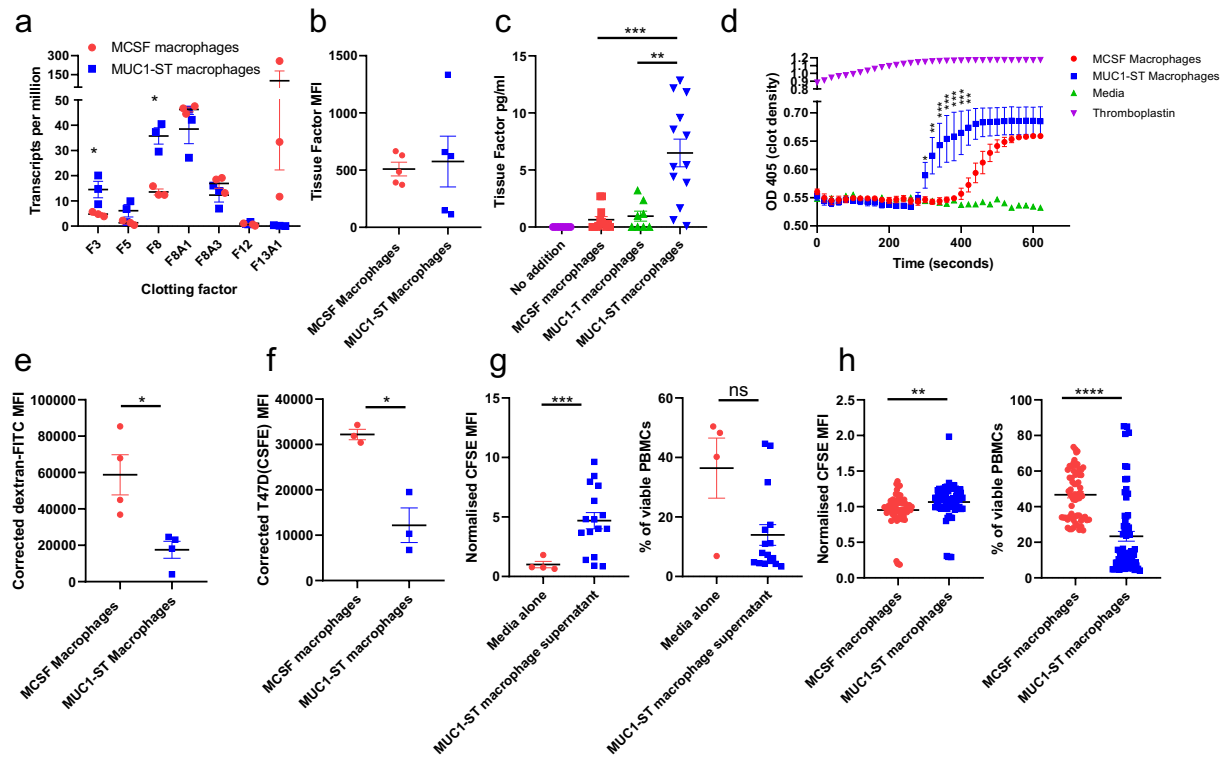 a
MCSF macrophages
MUC1-ST macrophages
Transcripts per million
300
150
50
40
30
20
10
0
*
*
F3
F5
F8
F8A1
F8A3
F12
F13A1
Clotting factor
b
Tissue Factor MFI
1500
1000
500
0
MCSF Macrophages
MUC1-ST Macrophages
c
Tissue Factor pg/ml
15
10
5
0
***
**
No addition
MCSF macrophages
MUC1-T macrophages
MUC1-ST macrophages
d
OD 405 (clot density)
1.2
1.1
1.0
0.9
0.8
0.70
0.65
0.60
0.55
0.50
*
**
***
****
****
***
**
0
200
400
600
Time (seconds)
MCSF Macrophages
MUC1-ST Macrophages
Media
Thromboplastin
e
Corrected dextran-FITC MFI
100000
80000
60000
40000
20000
0
*
MCSF Macrophages
MUC1-ST Macrophages
f
Corrected T47D(CSFE) MFI
40000
30000
20000
10000
0
*
MCSF macrophages
MUC1-ST macrophages
g
Normalised CFSE MFI
15
10
5
0
***
Media alone
MUC1-ST macrophage supernatant
% of viable PBMCs
60
40
20
0
ns
Media alone
MUC1-ST macrophage supernatant
h
Normalised CFSE MFI
2.5
2.0
1.5
1.0
0.5
0.0
**
MCSF macrophages
MUC1-ST macrophages
% of viable PBMCs
100
80
60
40
20
0
****
MCSF macrophages
MUC1-ST macrophages